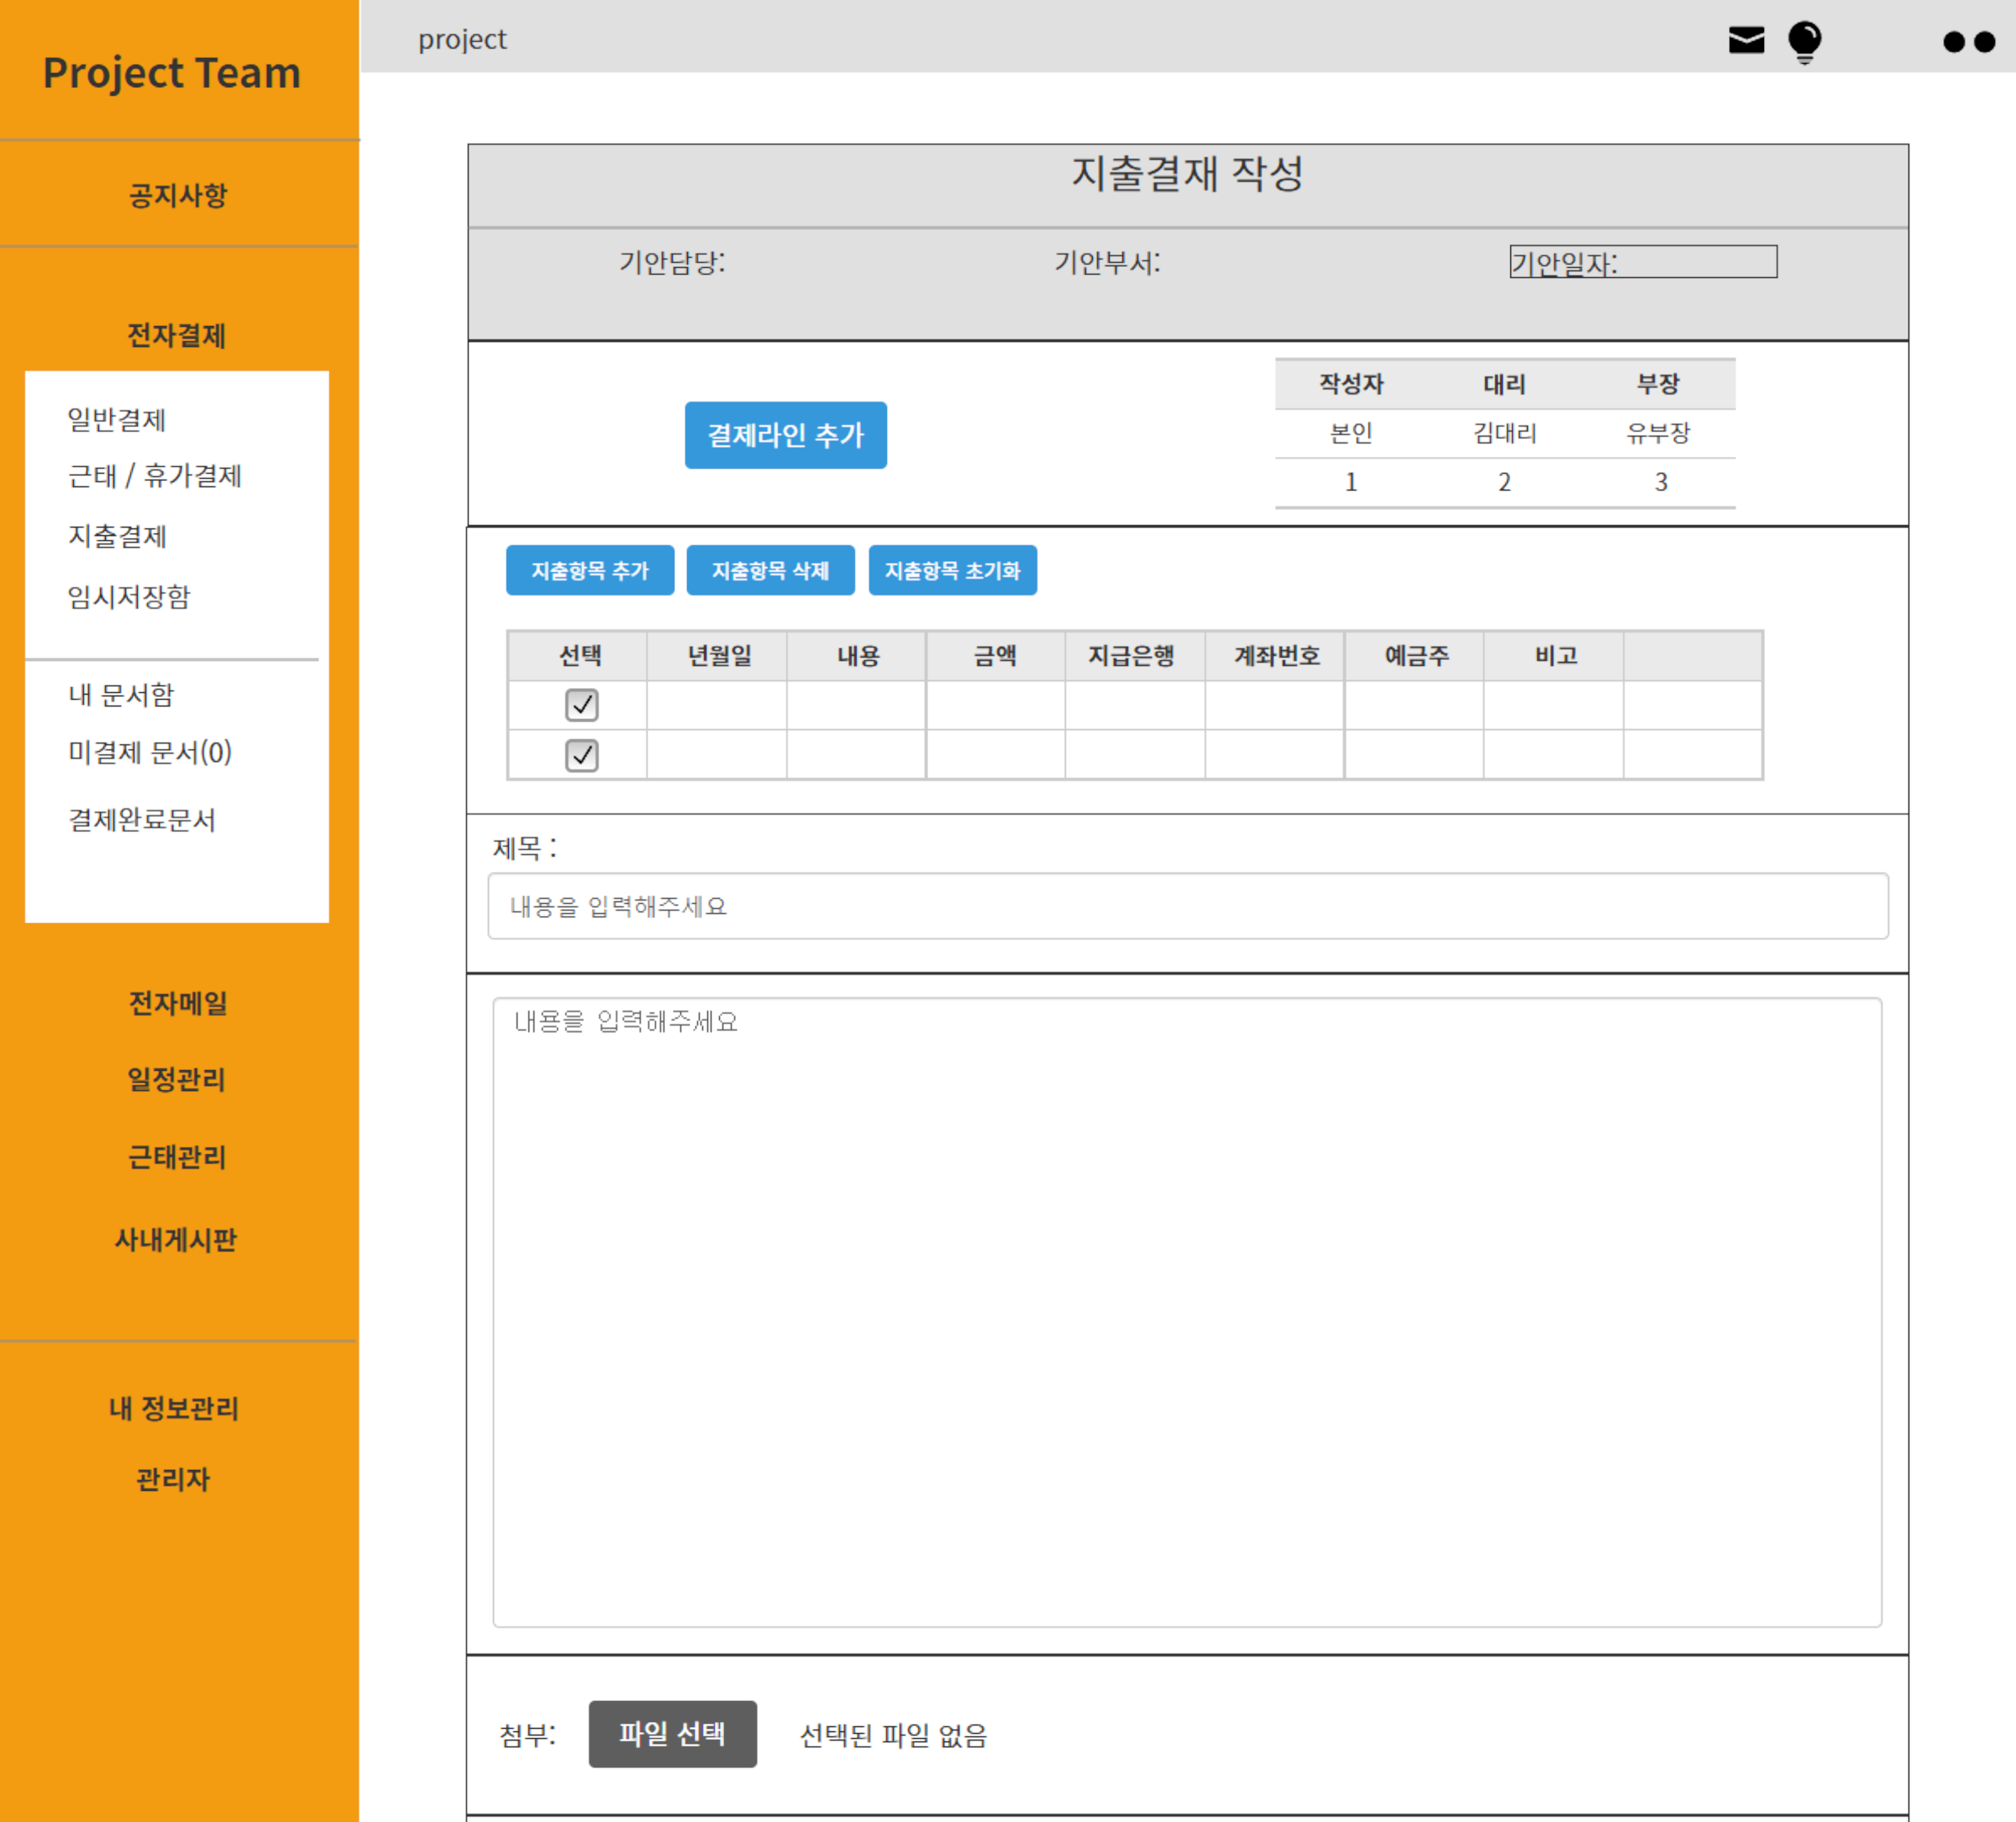 Project Team
공지사항
전자결제
일반결제
근태 / 휴가결제
지출결제
임시저장함
내 문서함
미결제 문서(0)
결제완료문서
전자메일
일정관리
근태관리
사내게시판
내 정보관리
관리자
project
지출결재 작성
기안담당: 기안부서: 기안일자:
결제라인 추가
작성자 대리 부장
본인 김대리 유부장
1 2 3
지출항목 추가 지출항목 삭제 지출항목 초기화
선택 년월일 내용 금액 지급은행 계좌번호 예금주 비고
제목 :
내용을 입력해주세요
내용을 입력해주세요
첨부: 파일 선택 선택된 파일 없음